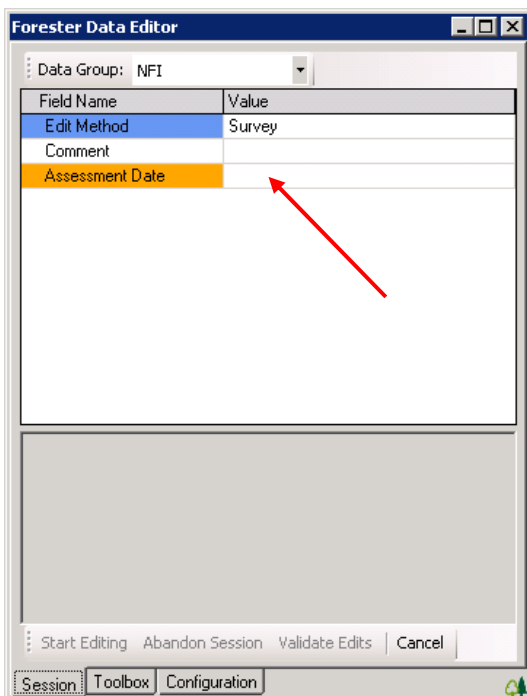 Forester Data Editor
Data Group: NFI
Field Name Value
Edit Method Survey
Comment
Assessment Date
Start Editing Abandon Session Validate Edits Cancel
Session Toolbox Configuration